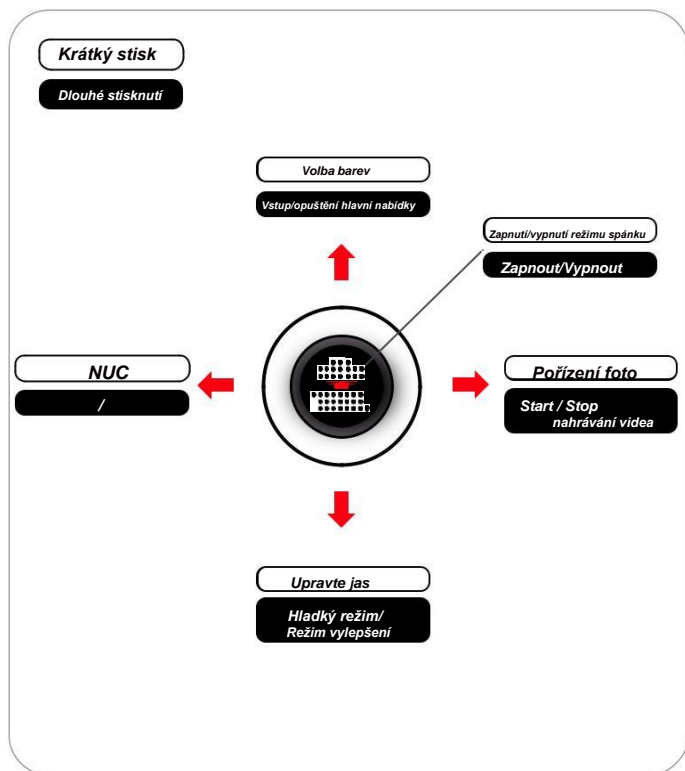 Krátký stisk
Dlouhé stisknutí
Volba barev
Vstup/opuštění hlavní nabídky
Zapnutí/vypnutí režimu spánku
Zapnout/Vypnout
NUC
/
Pořízení foto
Start / Stop
nahrávání videa
Upravte jas
Hladký režim/
Režim vylepšení